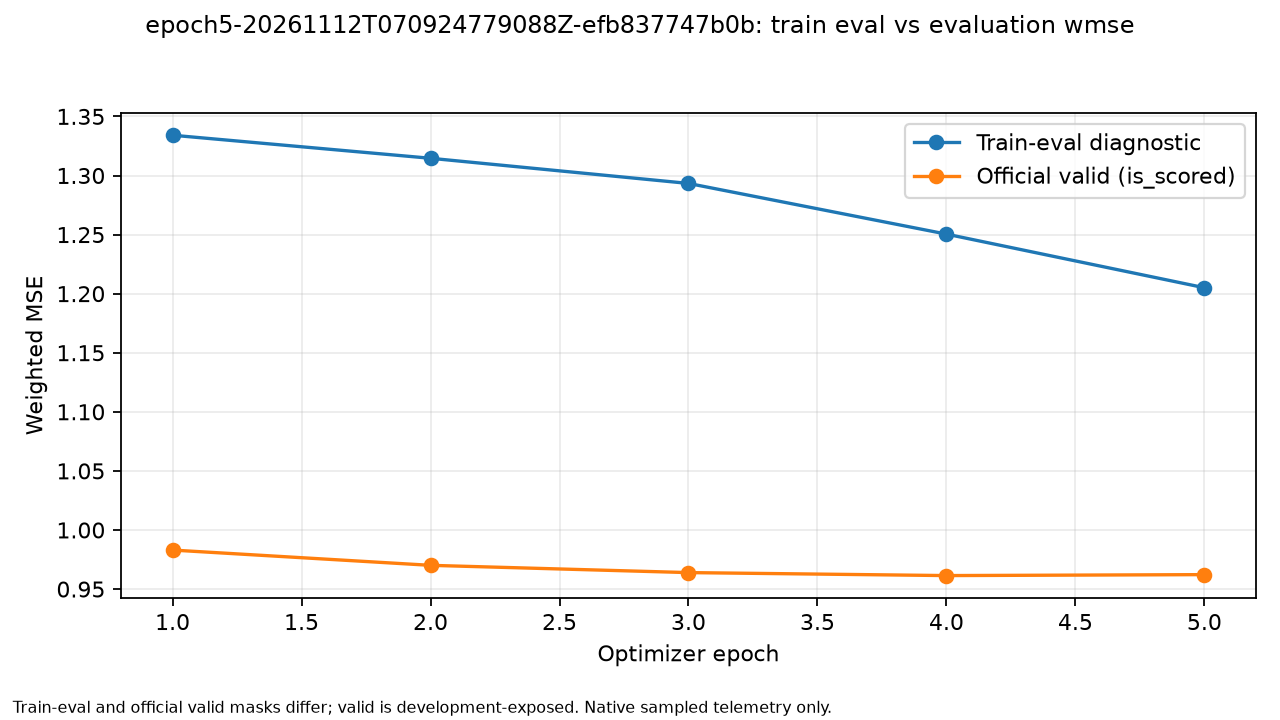 epoch5-20261112T070924779088Z-efb837747b0b: train eval vs evaluation wmse
1.35
1.30
1.25
1.20
1.15
1.10
1.05
1.00
0.95
Weighted MSE
Train-eval diagnostic
Official valid (is_scored)
1.0 1.5 2.0 2.5 3.0 3.5 4.0 4.5 5.0
Optimizer epoch
Train-eval and official valid masks differ; valid is development-exposed. Native sampled telemetry only.